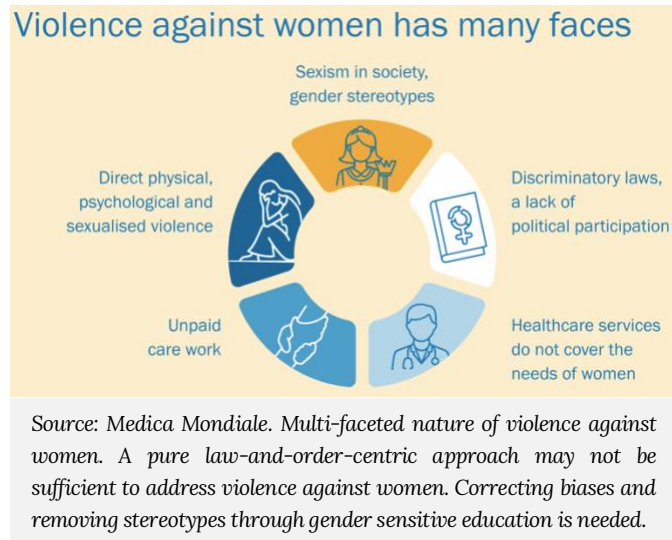 Violence against women has many faces
Sexism in society,
gender stereotypes
Direct physical,
psychological and
sexualised violence
Discriminatory laws,
a lack of
political participation
Unpaid
care work
Healthcare services
do not cover the
needs of women
Source: Medica Mondiale. Multi-faceted nature of violence against
women. A pure law-and-order-centric approach may not be
sufficient to address violence against women. Correcting biases and
removing stereotypes through gender sensitive education is needed.